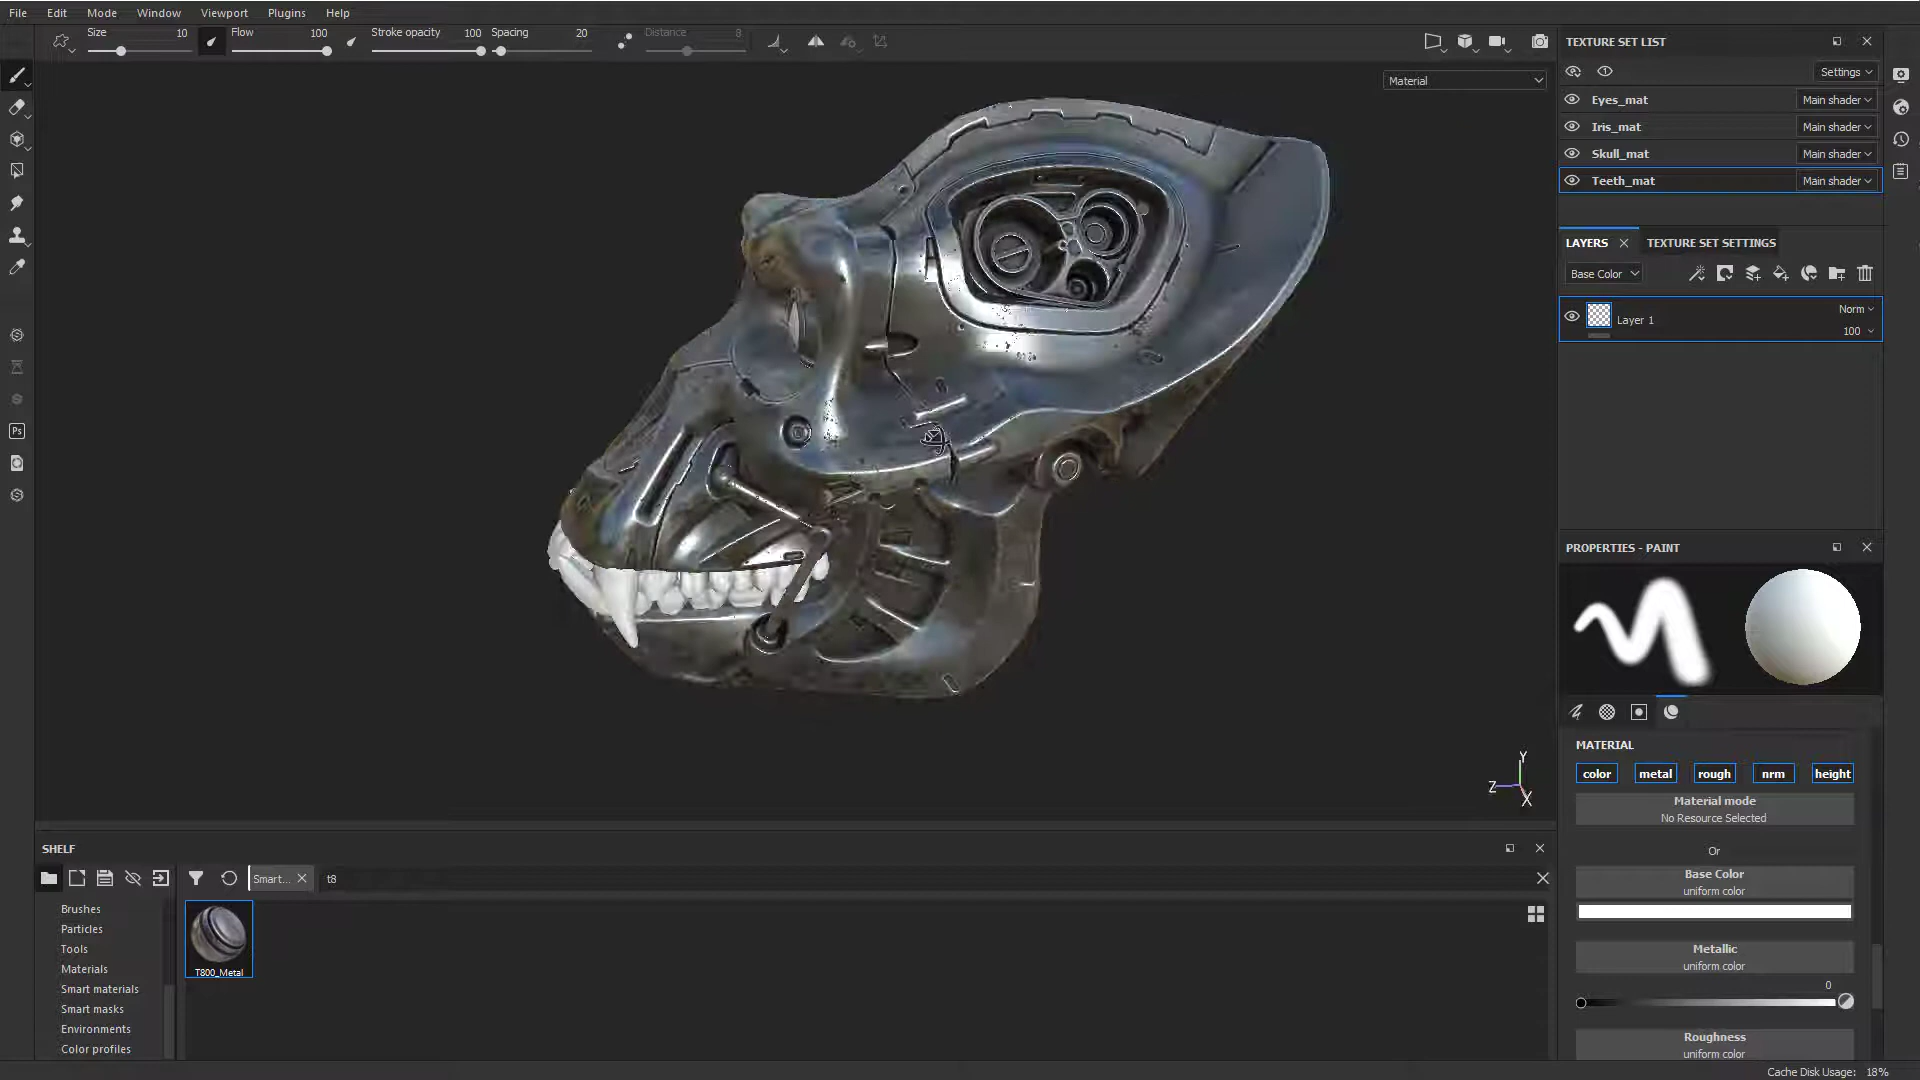 File Edit Mode Window Viewport Plugins Help
Size 10 Flow 100 Stroke opacity 100 Spacing 20 Distance 8
Material
TEXTURE SET LIST
Settings
Eyes_mat Main shader
Iris_mat Main shader
Skull_mat Main shader
Teeth_mat Main shader
LAYERS TEXTURE SET SETTINGS
Base Color
Layer 1 Norm
100
PROPERTIES - PAINT
MATERIAL
color metal rough nrm height
Material mode
No Resource Selected
Or
Base Color
uniform color
Metallic
uniform color
0
Roughness
uniform color
Ps
Y
Z
X
SHELF
Smart... t8
Brushes
Particles
Tools
Materials
Smart materials
Smart masks
Environments
Color profiles
T800_Metal
Cache Disk Usage: 18%